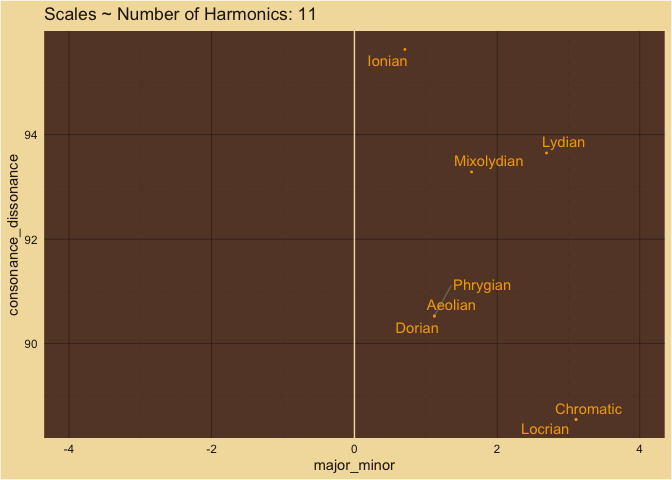 Scales ~ Number of Harmonics: 11
Ionian
94
Lydian
Mixolydian
consonance_dissonance
92
Phrygian
Aeolian
Dorian
90
Chromatic
Locrian
-4
-2
0
2
4
major_minor